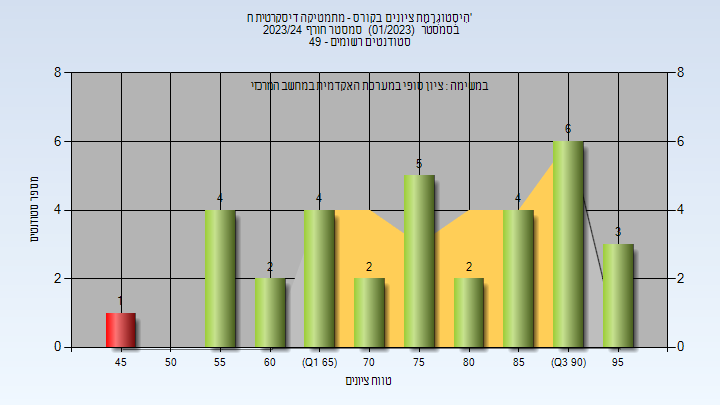 היסטוגרמת ציונים בקורס - מתמטיקה דיסקרטית ח'
בסמסטר (01/2023) סמסטר חורף 2023/24
סטודנטים רשומים - 49
במשימה : ציון סופי במערכת האקדמית במחשב המרכזי
מספר סטודנטים
8 8
6 6
4 4
2 2
0 0
1 4 2 4 2 5 2 4 6 3
45 50 55 60 (Q1 65) 70 75 80 85 (Q3 90) 95
טווח ציונים